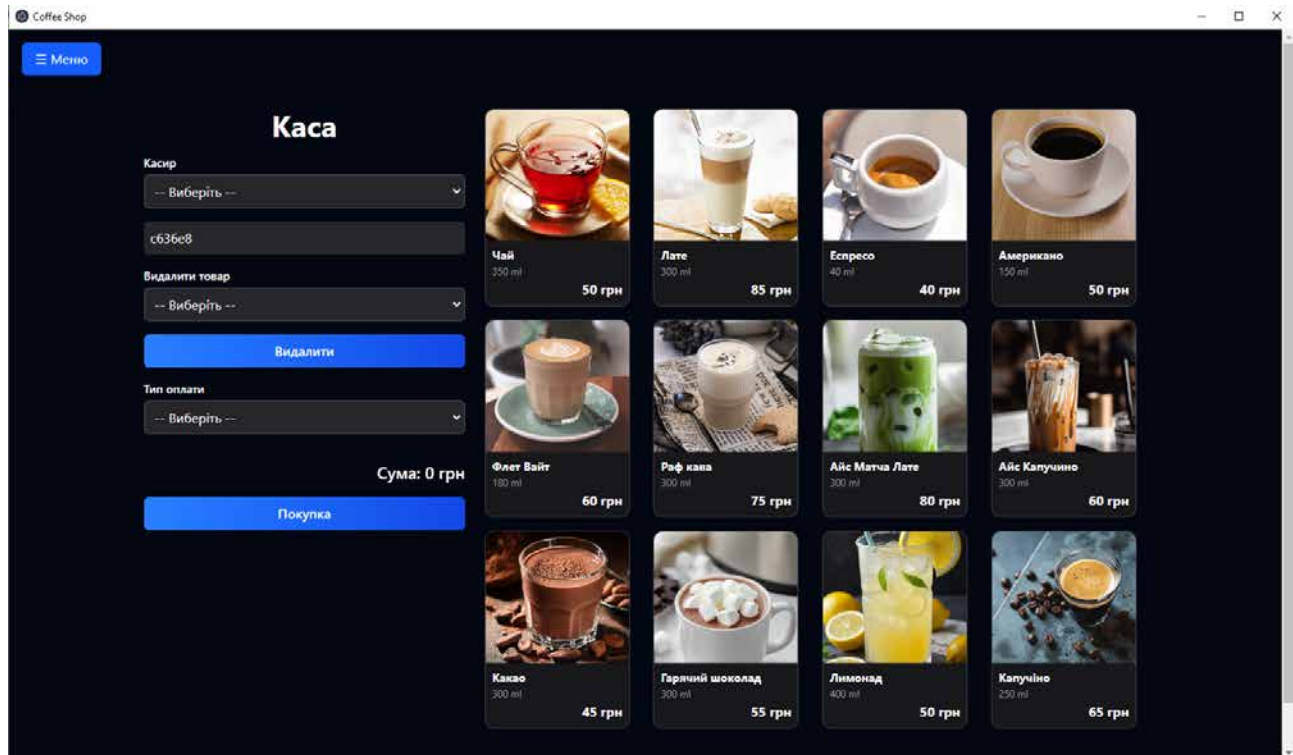 Coffee Shop
☰ Меню
Каса
Касир
-- Виберіть --
c636e8
Видалити товар
-- Виберіть --
Видалити
Тип оплати
-- Виберіть --
Сума: 0 грн
Покупка
Чай
350 ml
50 грн
Лате
300 ml
85 грн
Еспресо
40 ml
40 грн
Американо
150 ml
50 грн
Флет Вайт
180 ml
60 грн
Раф кава
300 ml
75 грн
Айс Матча Лате
300 ml
80 грн
Айс Капучино
300 ml
60 грн
Какао
300 ml
45 грн
Гарячий шоколад
300 ml
55 грн
Лимонад
400 ml
50 грн
Капучіно
250 ml
65 грн